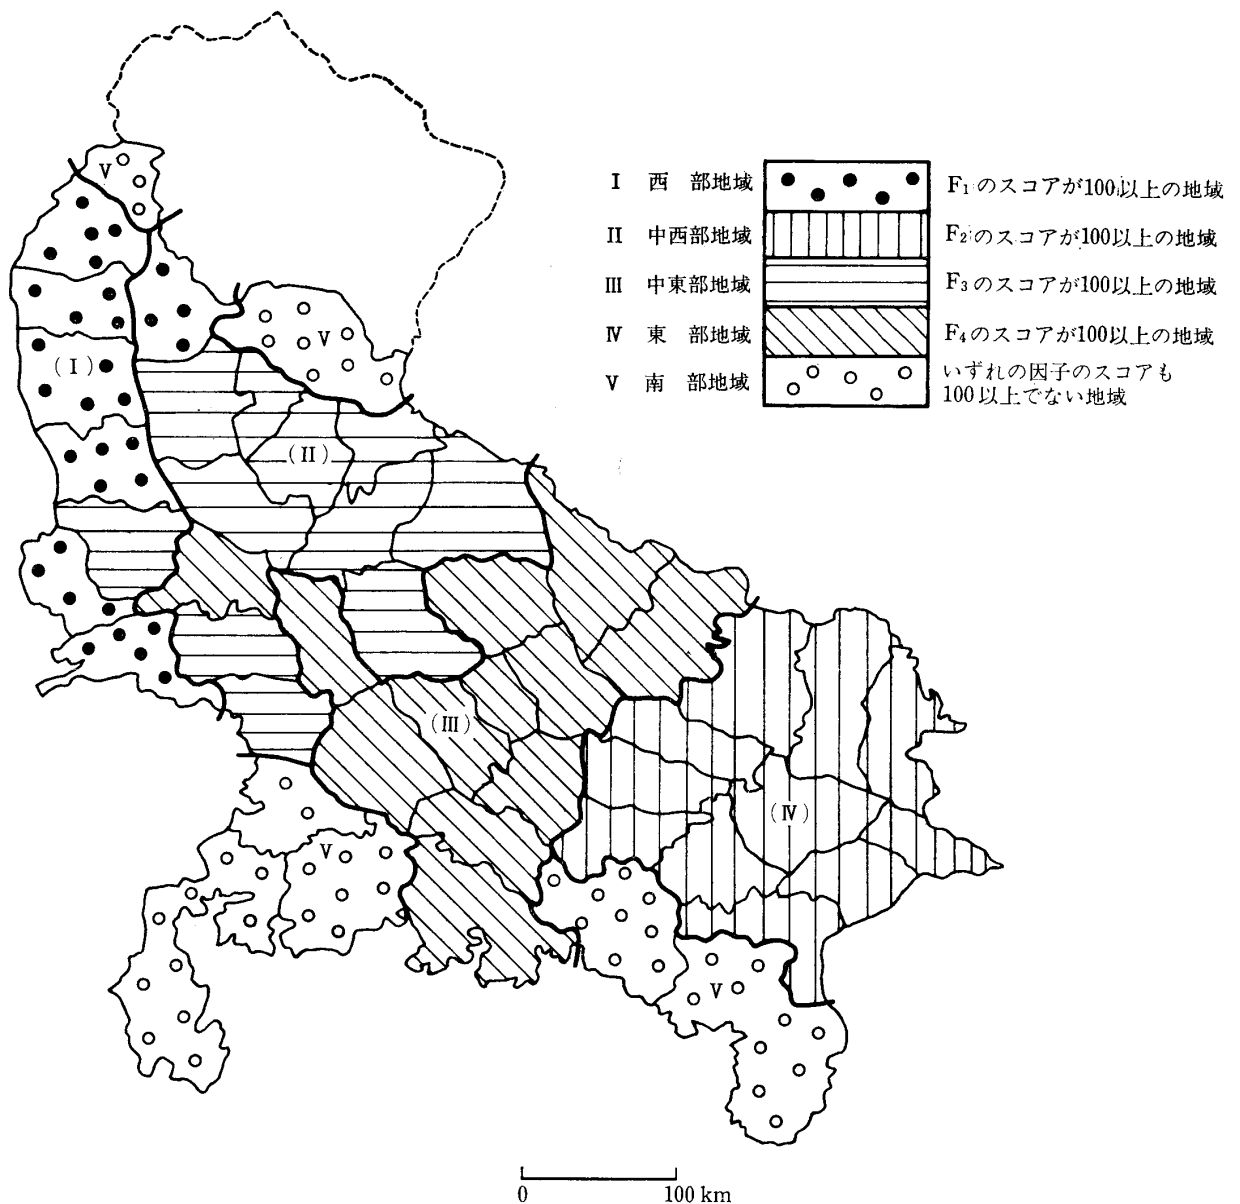 I 西部地域 F₁のスコアが100以上の地域
II 中西部地域 F₂のスコアが100以上の地域
III 中東部地域 F₃のスコアが100以上の地域
IV 東部地域 F₄のスコアが100以上の地域
V 南部地域 いずれの因子のスコアも
100以上でない地域
V
V
(I)
(II)
(III)
(IV)
V
V
0 100 km